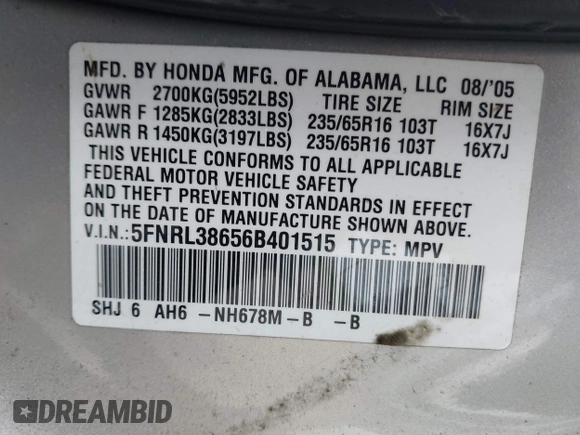 MFD. BY HONDA MFG. OF ALABAMA, LLC 08/'05
GVWR 2700KG(5952LBS) TIRE SIZE RIM SIZE
GAWR F 1285KG(2833LBS) 235/65R16 103T 16X7J
GAWR R 1450KG(3197LBS) 235/65R16 103T 16X7J
THIS VEHICLE CONFORMS TO ALL APPLICABLE
FEDERAL MOTOR VEHICLE SAFETY
AND THEFT PREVENTION STANDARDS IN EFFECT
ON THE DATE OF MANUFACTURE SHOWN ABOVE.
V.I.N.: 5FNRL38656B401515 TYPE: MPV
SHJ 6 AH6 -NH678M-B -B
DREAMBID